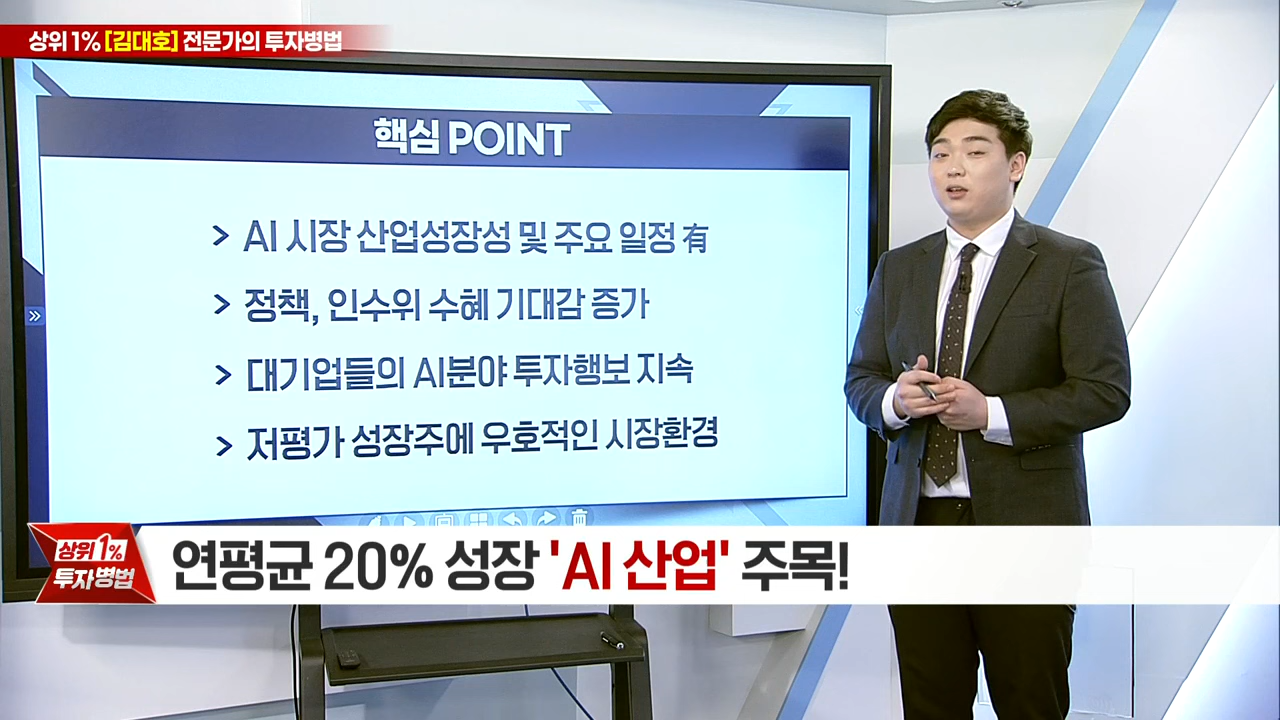 상위 1% [김대호] 전문가의 투자병법
핵심 POINT
> AI 시장 산업성장성 및 주요 일정 有
> 정책, 인수위 수혜 기대감 증가
> 대기업들의 AI분야 투자행보 지속
> 저평가 성장주에 우호적인 시장환경
상위 1%
투자병법
연평균 20% 성장 'AI 산업' 주목!